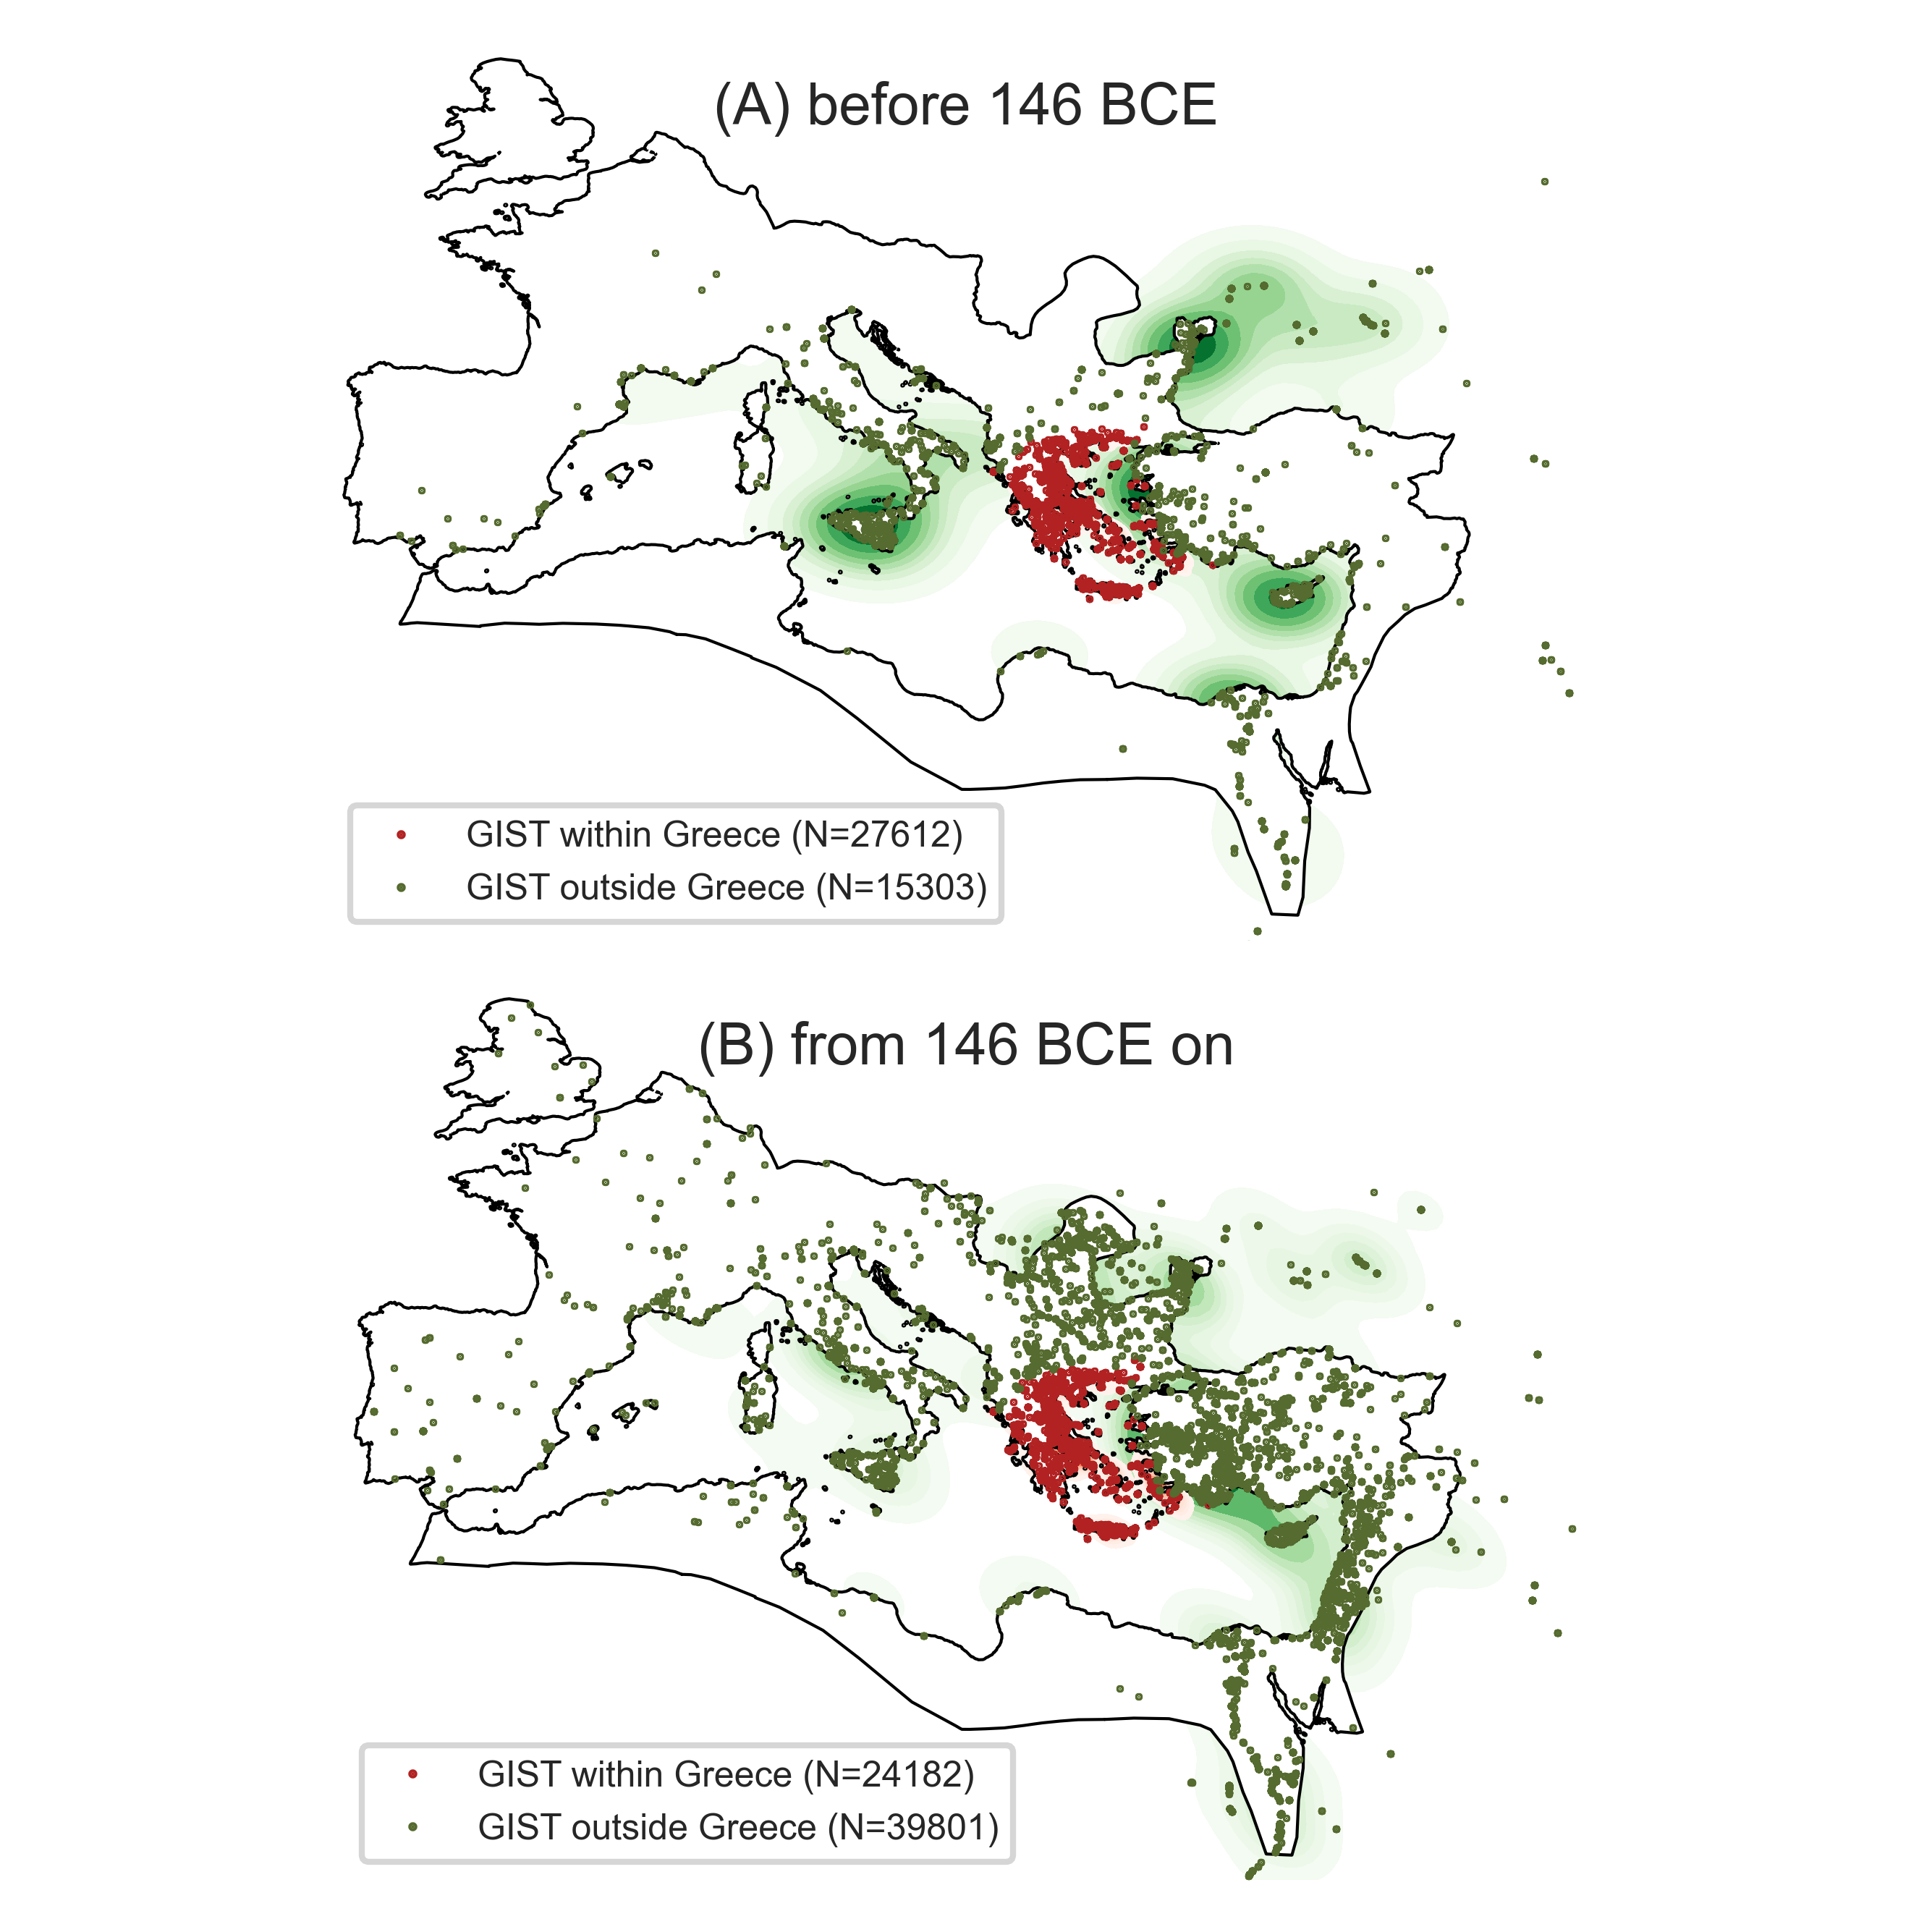 (A) before 146 BCE
GIST within Greece (N=27612)
GIST outside Greece (N=15303)
(B) from 146 BCE on
GIST within Greece (N=24182)
GIST outside Greece (N=39801)